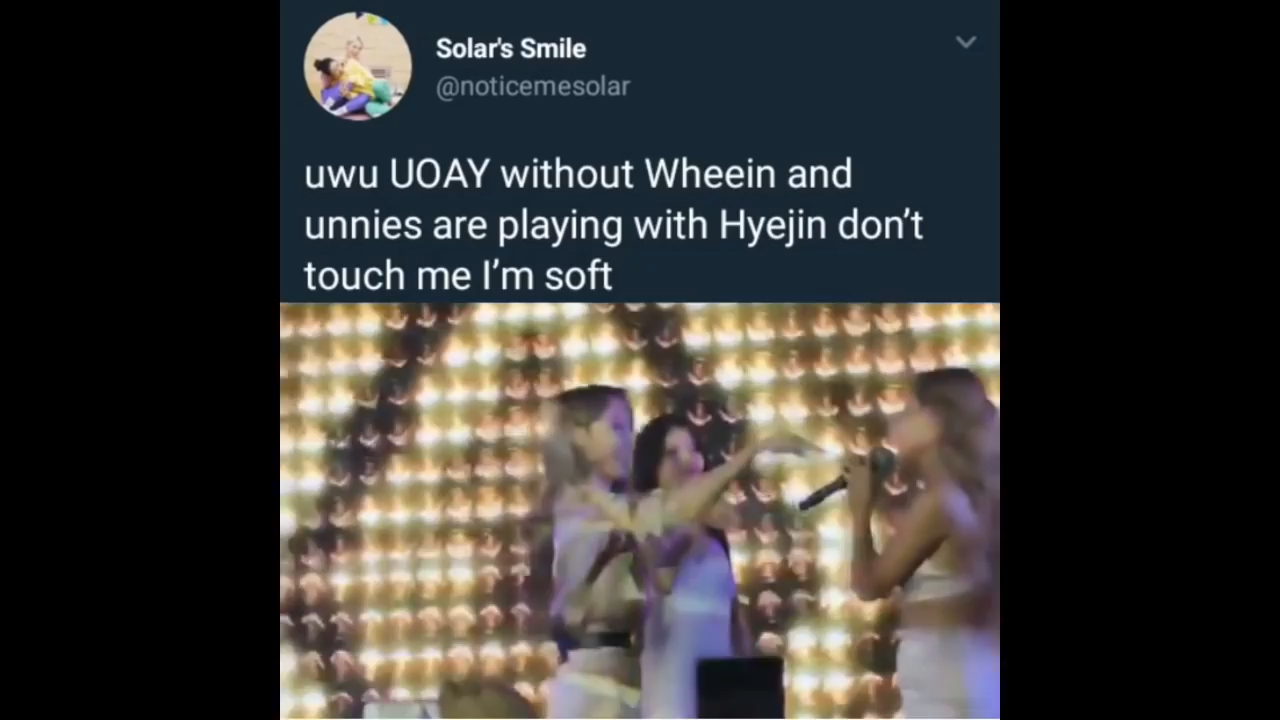 Solar's Smile
@noticemesolar
uwu UOAY without Wheein and
unnies are playing with Hyejin don’t
touch me I’m soft